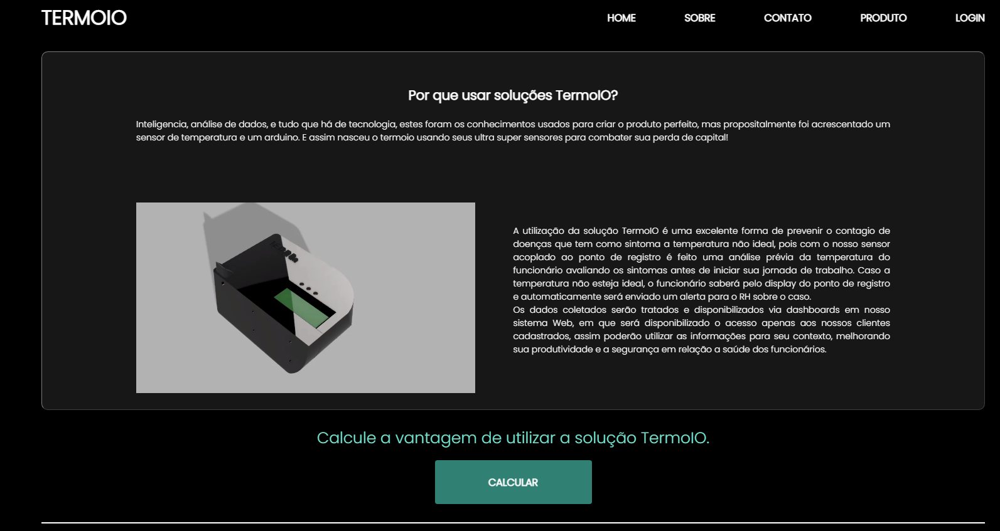 TERMOIO
HOME
SOBRE
CONTATO
PRODUTO
LOGIN
Por que usar soluções TermoIO?
Inteligencia, análise de dados, e tudo que há de tecnologia, estes foram os conhecimentos usados para criar o produto perfeito, mas propositalmente foi acrescentado um
sensor de temperatura e um arduino. E assim nasceu o termoio usando seus ultra super sensores para combater sua perda de capital!
A utilização da solução TermoIO é uma excelente forma de prevenir o contagio de
doenças que tem como sintoma a temperatura não ideal, pois com o nosso sensor
acoplado ao ponto de registro é feito uma análise prévia da temperatura do
funcionário avaliando os sintomas antes de iniciar sua jornada de trabalho. Caso a
temperatura não esteja ideal, o funcionário saberá pelo display do ponto de registro
e automaticamente será enviado um alerta para o RH sobre o caso.
Os dados coletados serão tratados e disponibilizados via dashboards em nosso
sistema Web, em que será disponibilizado o acesso apenas aos nossos clientes
cadastrados, assim poderão utilizar as informações para seu contexto, melhorando
sua produtividade e a segurança em relação a saúde dos funcionários.
Calcule a vantagem de utilizar a solução TermoIO.
CALCULAR